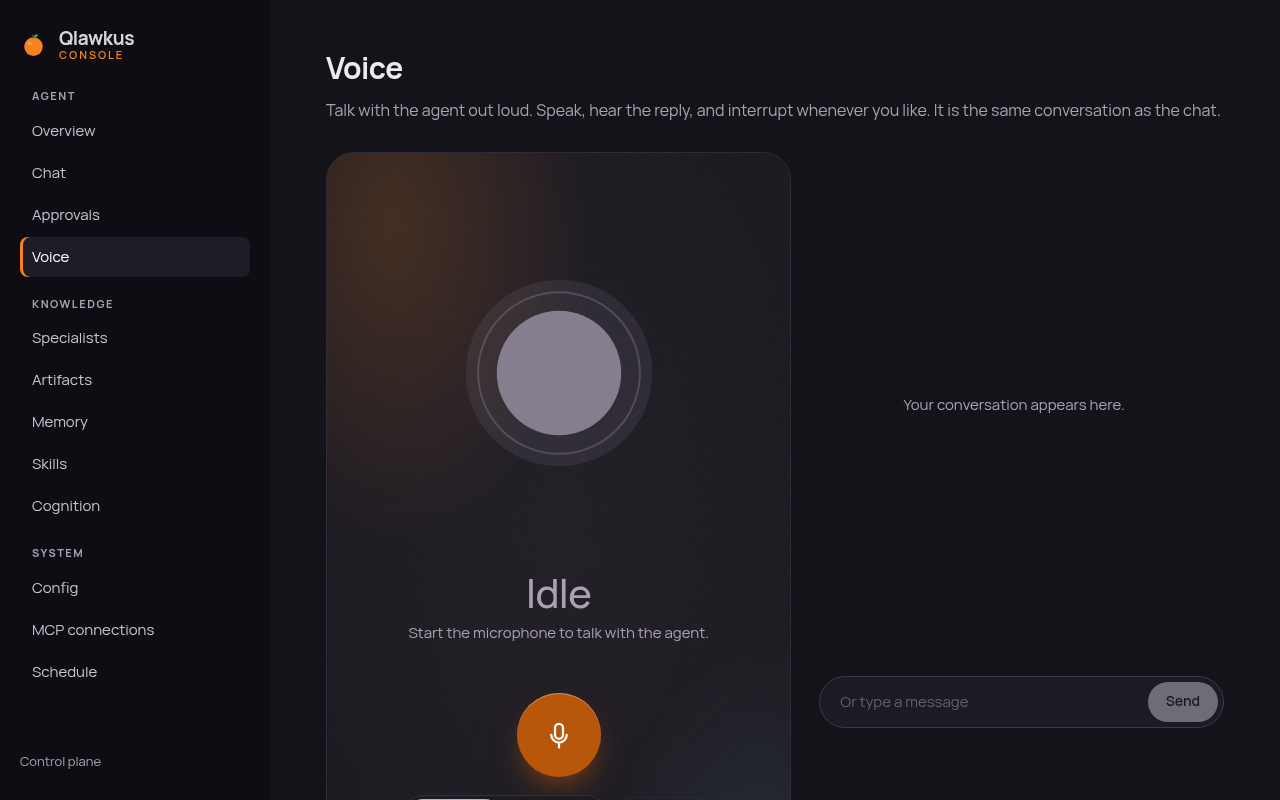 Qlawkus
CONSOLE
AGENT
Overview
Chat
Approvals
Voice
KNOWLEDGE
Specialists
Artifacts
Memory
Skills
Cognition
SYSTEM
Config
MCP connections
Schedule
Control plane
Voice
Talk with the agent out loud. Speak, hear the reply, and interrupt whenever you like. It is the same conversation as the chat.
Idle
Start the microphone to talk with the agent.
Your conversation appears here.
Or type a message
Send